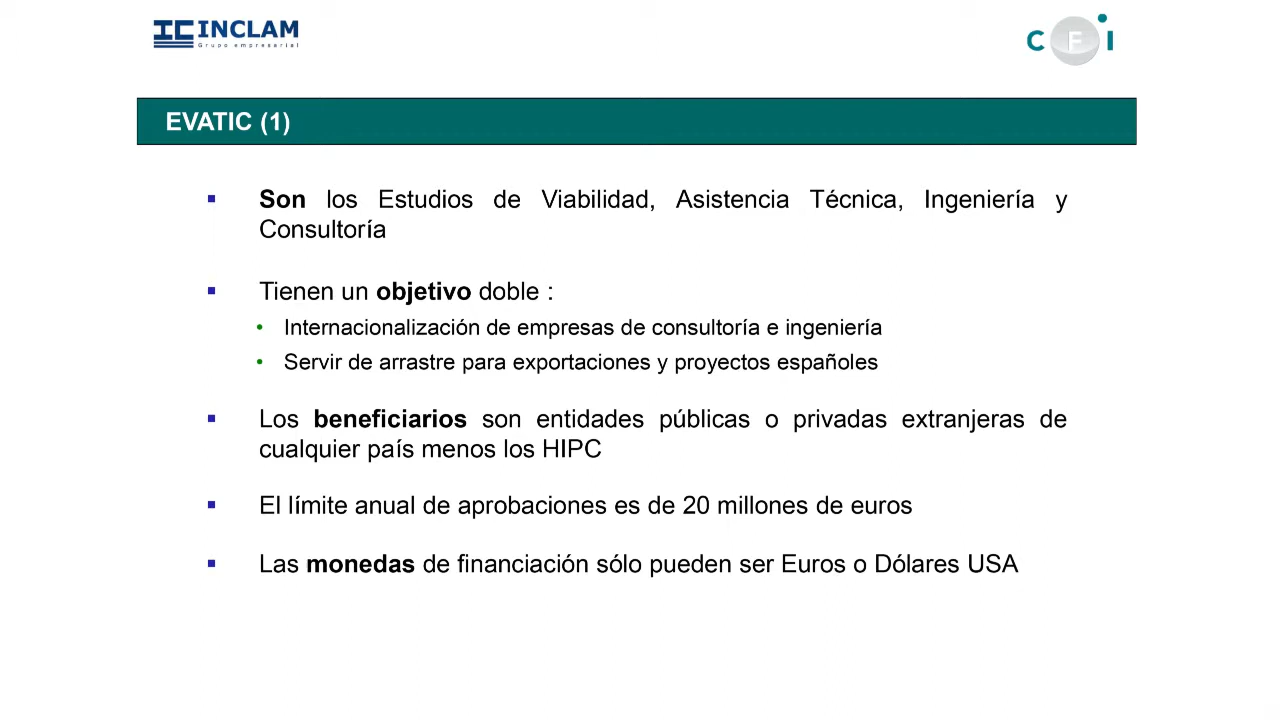 INCLAM
Grupo empresarial
CFi
EVATIC (1)
▪ Son los Estudios de Viabilidad, Asistencia Técnica, Ingeniería y
Consultoría
▪ Tienen un objetivo doble :
• Internacionalización de empresas de consultoría e ingeniería
• Servir de arrastre para exportaciones y proyectos españoles
▪ Los beneficiarios son entidades públicas o privadas extranjeras de
cualquier país menos los HIPC
▪ El límite anual de aprobaciones es de 20 millones de euros
▪ Las monedas de financiación sólo pueden ser Euros o Dólares USA